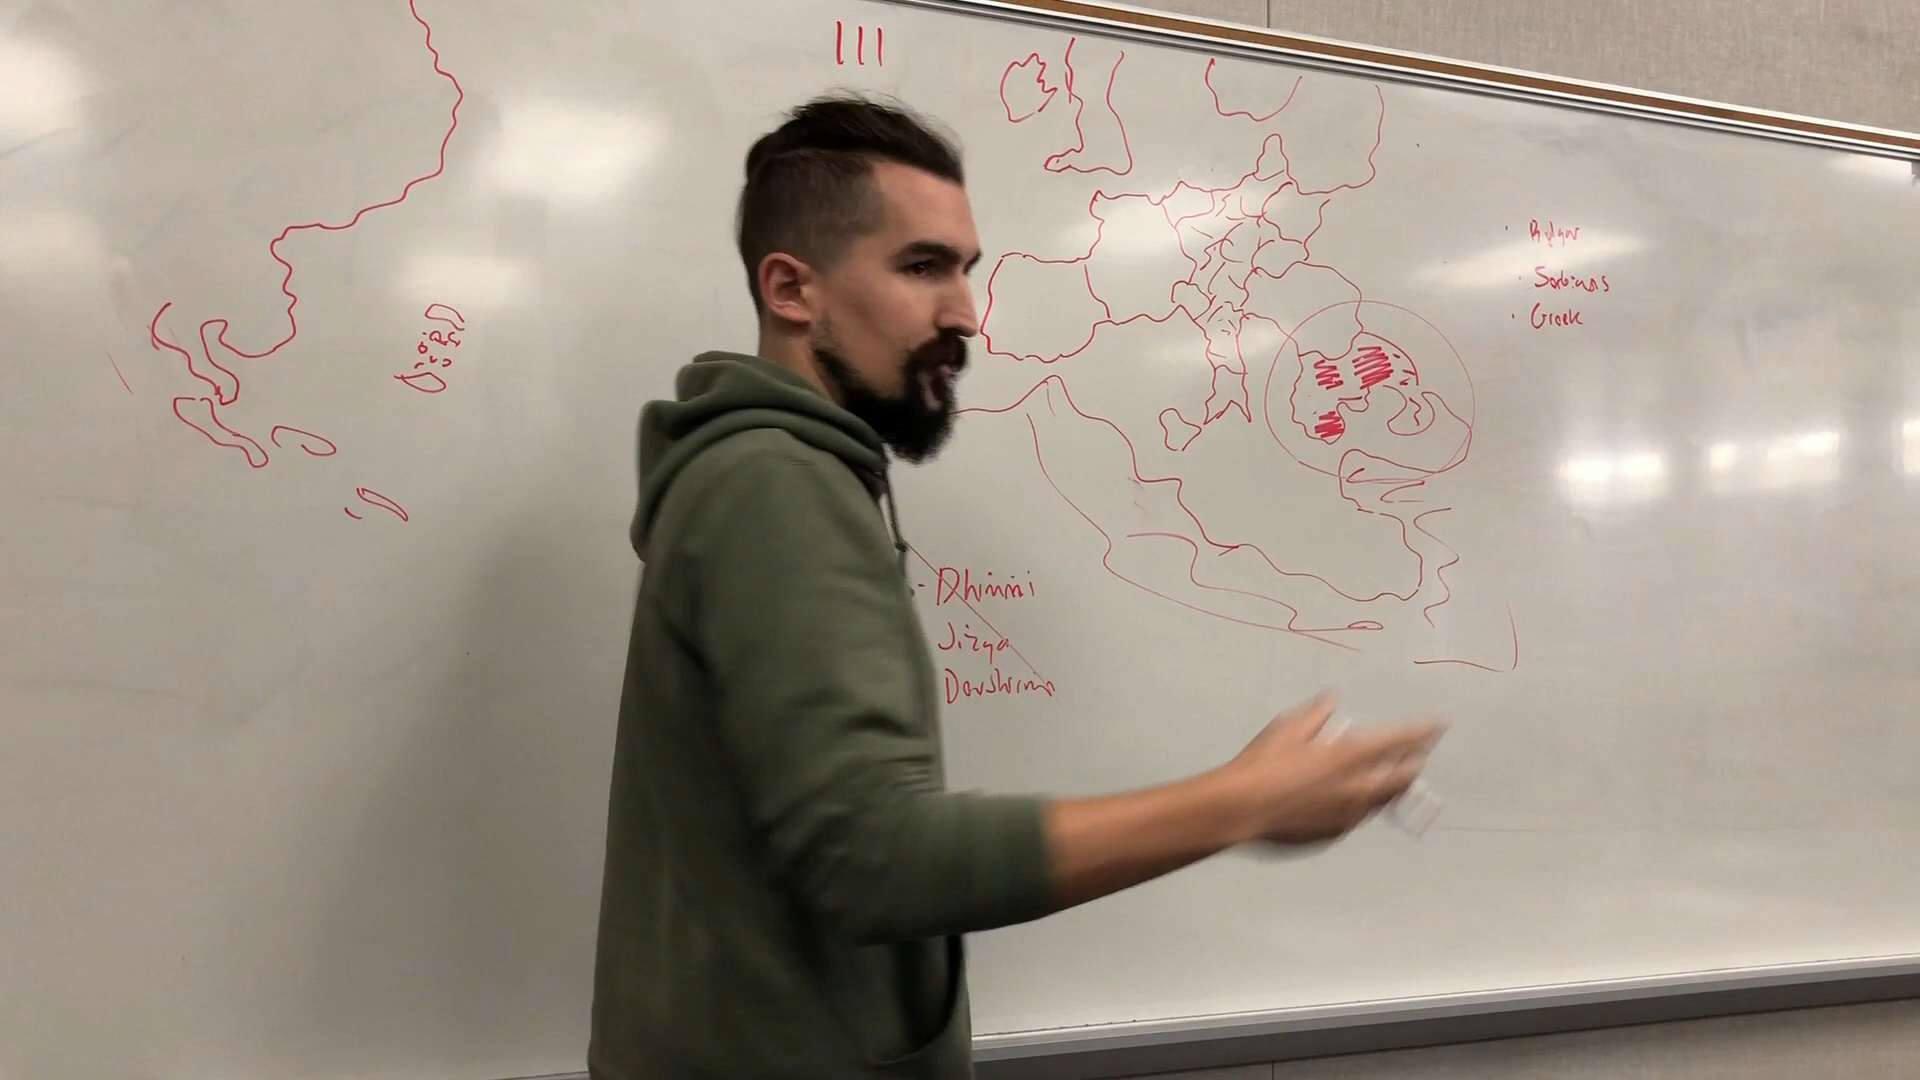 III
· Bulgar
· Serbians
· Greek
- Dhimmi
Jizya
Devshirme